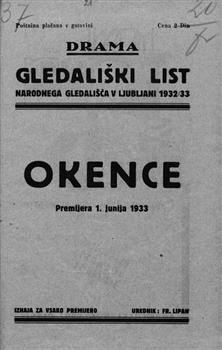 Poštnina plačana v gotovini Cena 2 Din
DRAMA
GLEDALIŠKI LIST
NARODNEGA GLEDALIŠČA V LJUBLJANI 1932/33
OKENCE
Premijera 1. junija 1933
IZHAJA ZA VSAKO PREMIJERO UREDNIK: FR. LIPAH